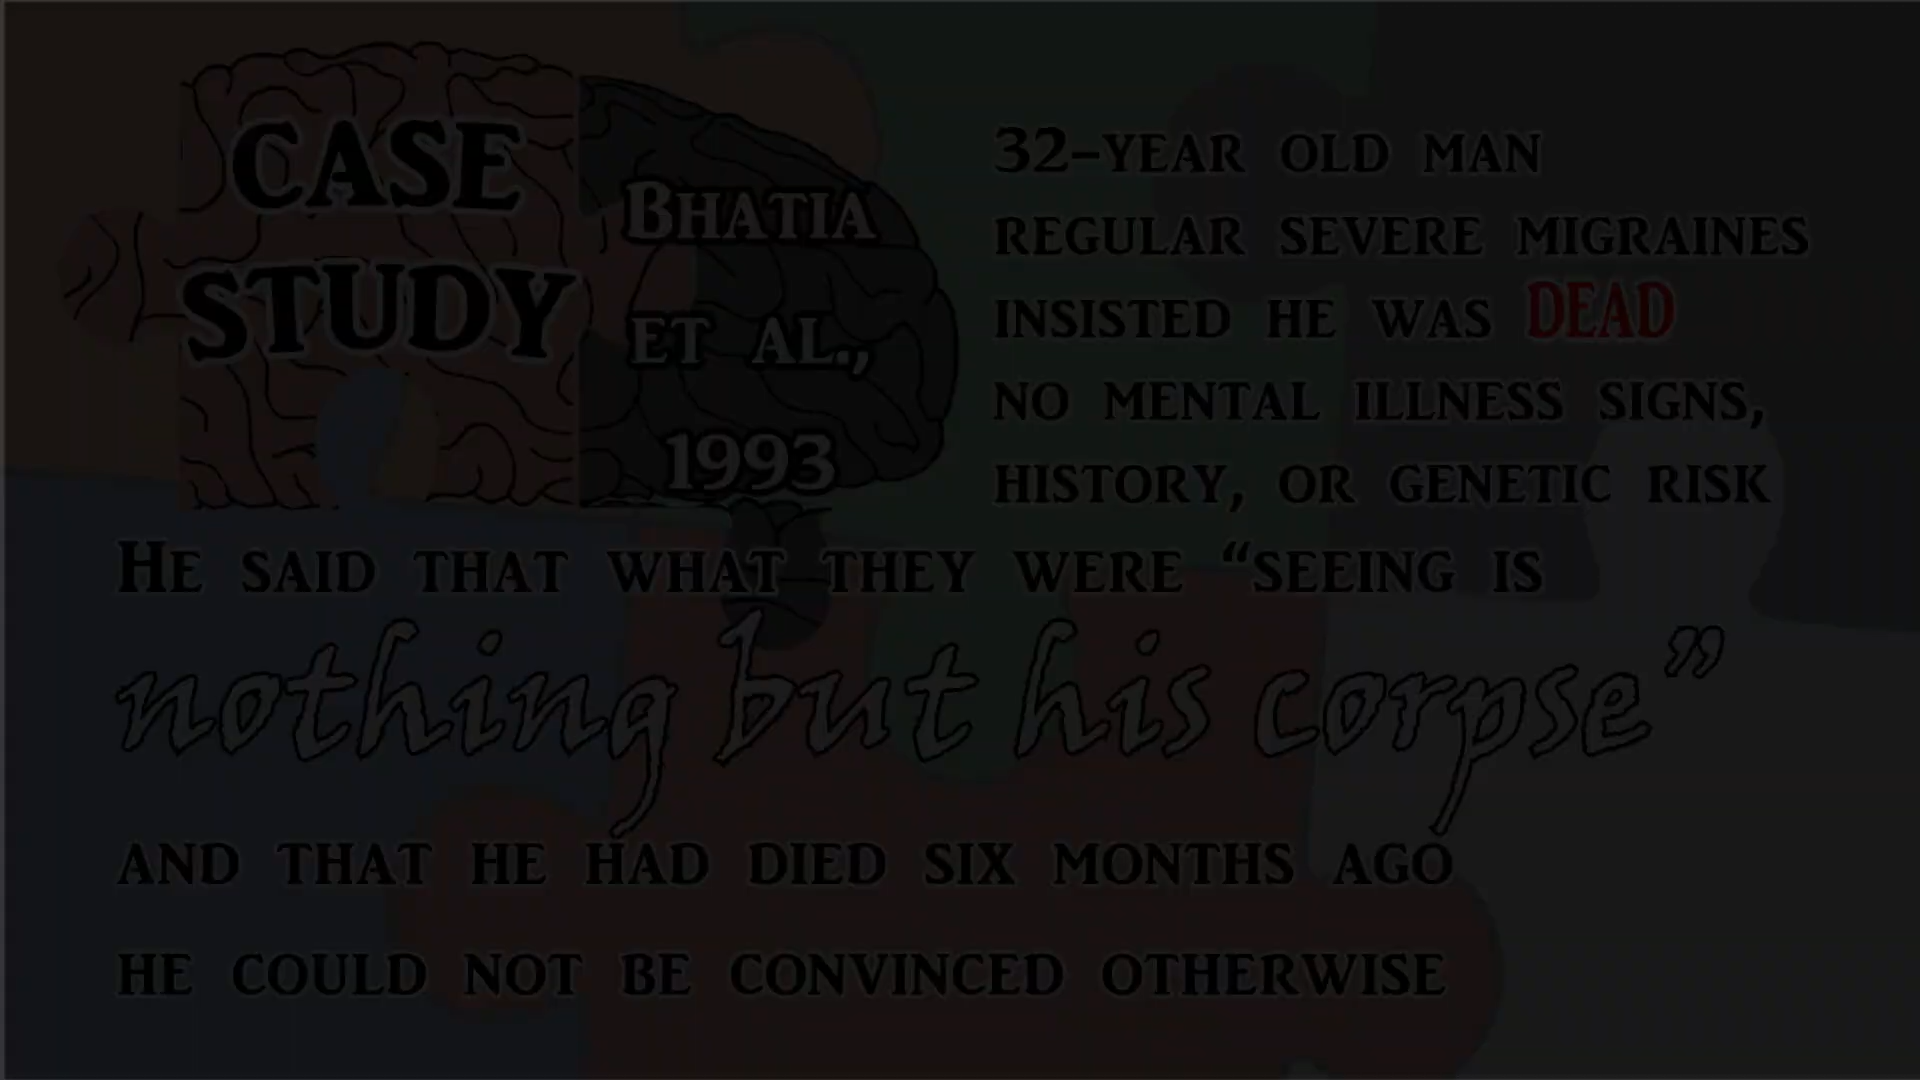 CASE
STUDY
BHATIA
ET AL.,
1993
32-YEAR OLD MAN
REGULAR SEVERE MIGRAINES
INSISTED HE WAS DEAD
NO MENTAL ILLNESS SIGNS,
HISTORY, OR GENETIC RISK
HE SAID THAT WHAT THEY WERE “SEEING IS
nothing but his corpse”
AND THAT HE HAD DIED SIX MONTHS AGO
HE COULD NOT BE CONVINCED OTHERWISE